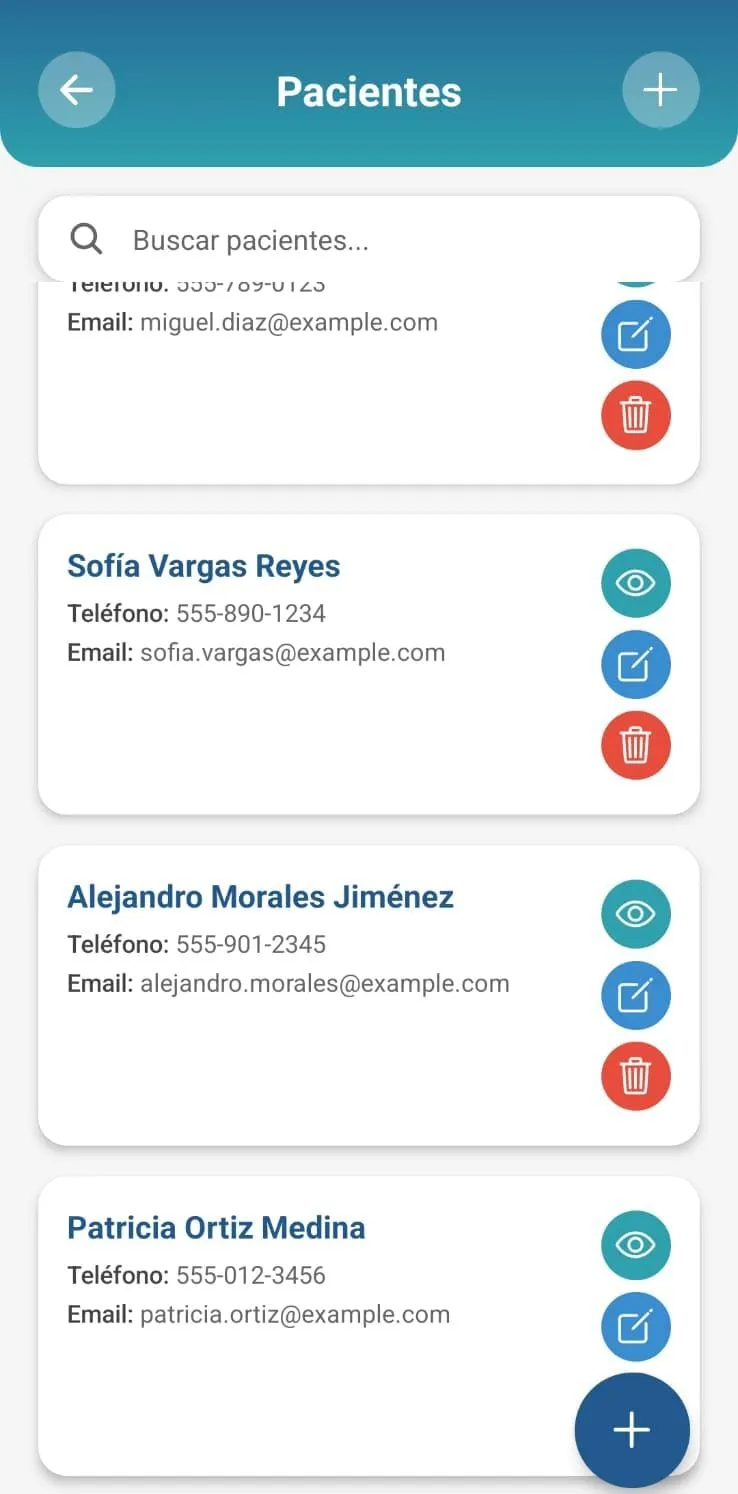 Pacientes
Buscar pacientes...
Teléfono: 555-789-0123
Email: miguel.diaz@example.com
Sofía Vargas Reyes
Teléfono: 555-890-1234
Email: sofia.vargas@example.com
Alejandro Morales Jiménez
Teléfono: 555-901-2345
Email: alejandro.morales@example.com
Patricia Ortiz Medina
Teléfono: 555-012-3456
Email: patricia.ortiz@example.com